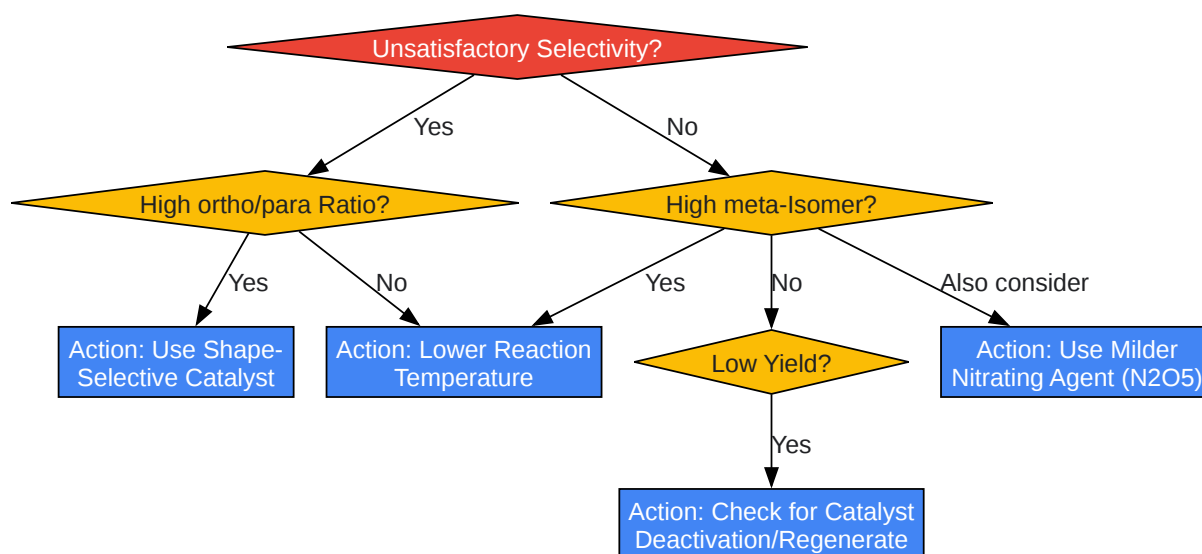 Unsatisfactory Selectivity?
Yes
No
High ortho/para Ratio?
High meta-Isomer?
Yes
No
Yes
No
Also consider
Action: Use Shape-
Selective Catalyst
Action: Lower Reaction
Temperature
Low Yield?
Action: Use Milder
Nitrating Agent (N2O5)
Yes
Action: Check for Catalyst
Deactivation/Regenerate